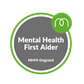 Mental Health
First Aider
MHFA England